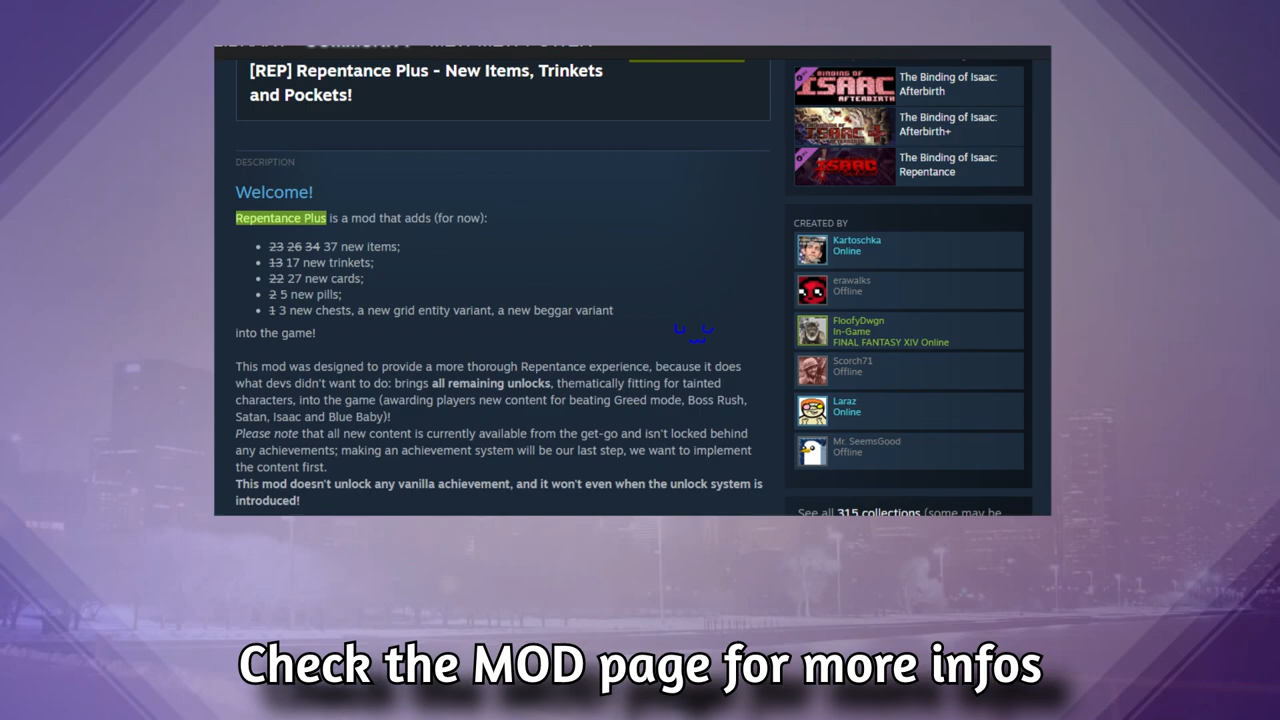 [REP] Repentance Plus - New Items, Trinkets
and Pockets!
DESCRIPTION
Welcome!
Repentance Plus is a mod that adds (for now):
• 23 26 34 37 new items;
• 13 17 new trinkets;
• 22 27 new cards;
• 2 5 new pills;
• 1 3 new chests, a new grid entity variant, a new beggar variant
into the game!
This mod was designed to provide a more thorough Repentance experience, because it does
what devs didn't want to do: brings all remaining unlocks, thematically fitting for tainted
characters, into the game (awarding players new content for beating Greed mode, Boss Rush,
Satan, Isaac and Blue Baby)!
Please note that all new content is currently available from the get-go and isn't locked behind
any achievements; making an achievement system will be our last step, we want to implement
the content first.
This mod doesn't unlock any vanilla achievement, and it won't even when the unlock system is
introduced!
ISAAC
AFTERBIRTH
The Binding of Isaac:
Afterbirth
The Binding of Isaac:
Afterbirth+
ISAAC
The Binding of Isaac:
Repentance
CREATED BY
Kartoschka
Online
erawalks
Offline
FloofyDwgn
In-Game
FINAL FANTASY XIV Online
Scorch71
Offline
Laraz
Online
Mr. SeemsGood
Offline
See all 315 collections (some may be
Check the MOD page for more infos